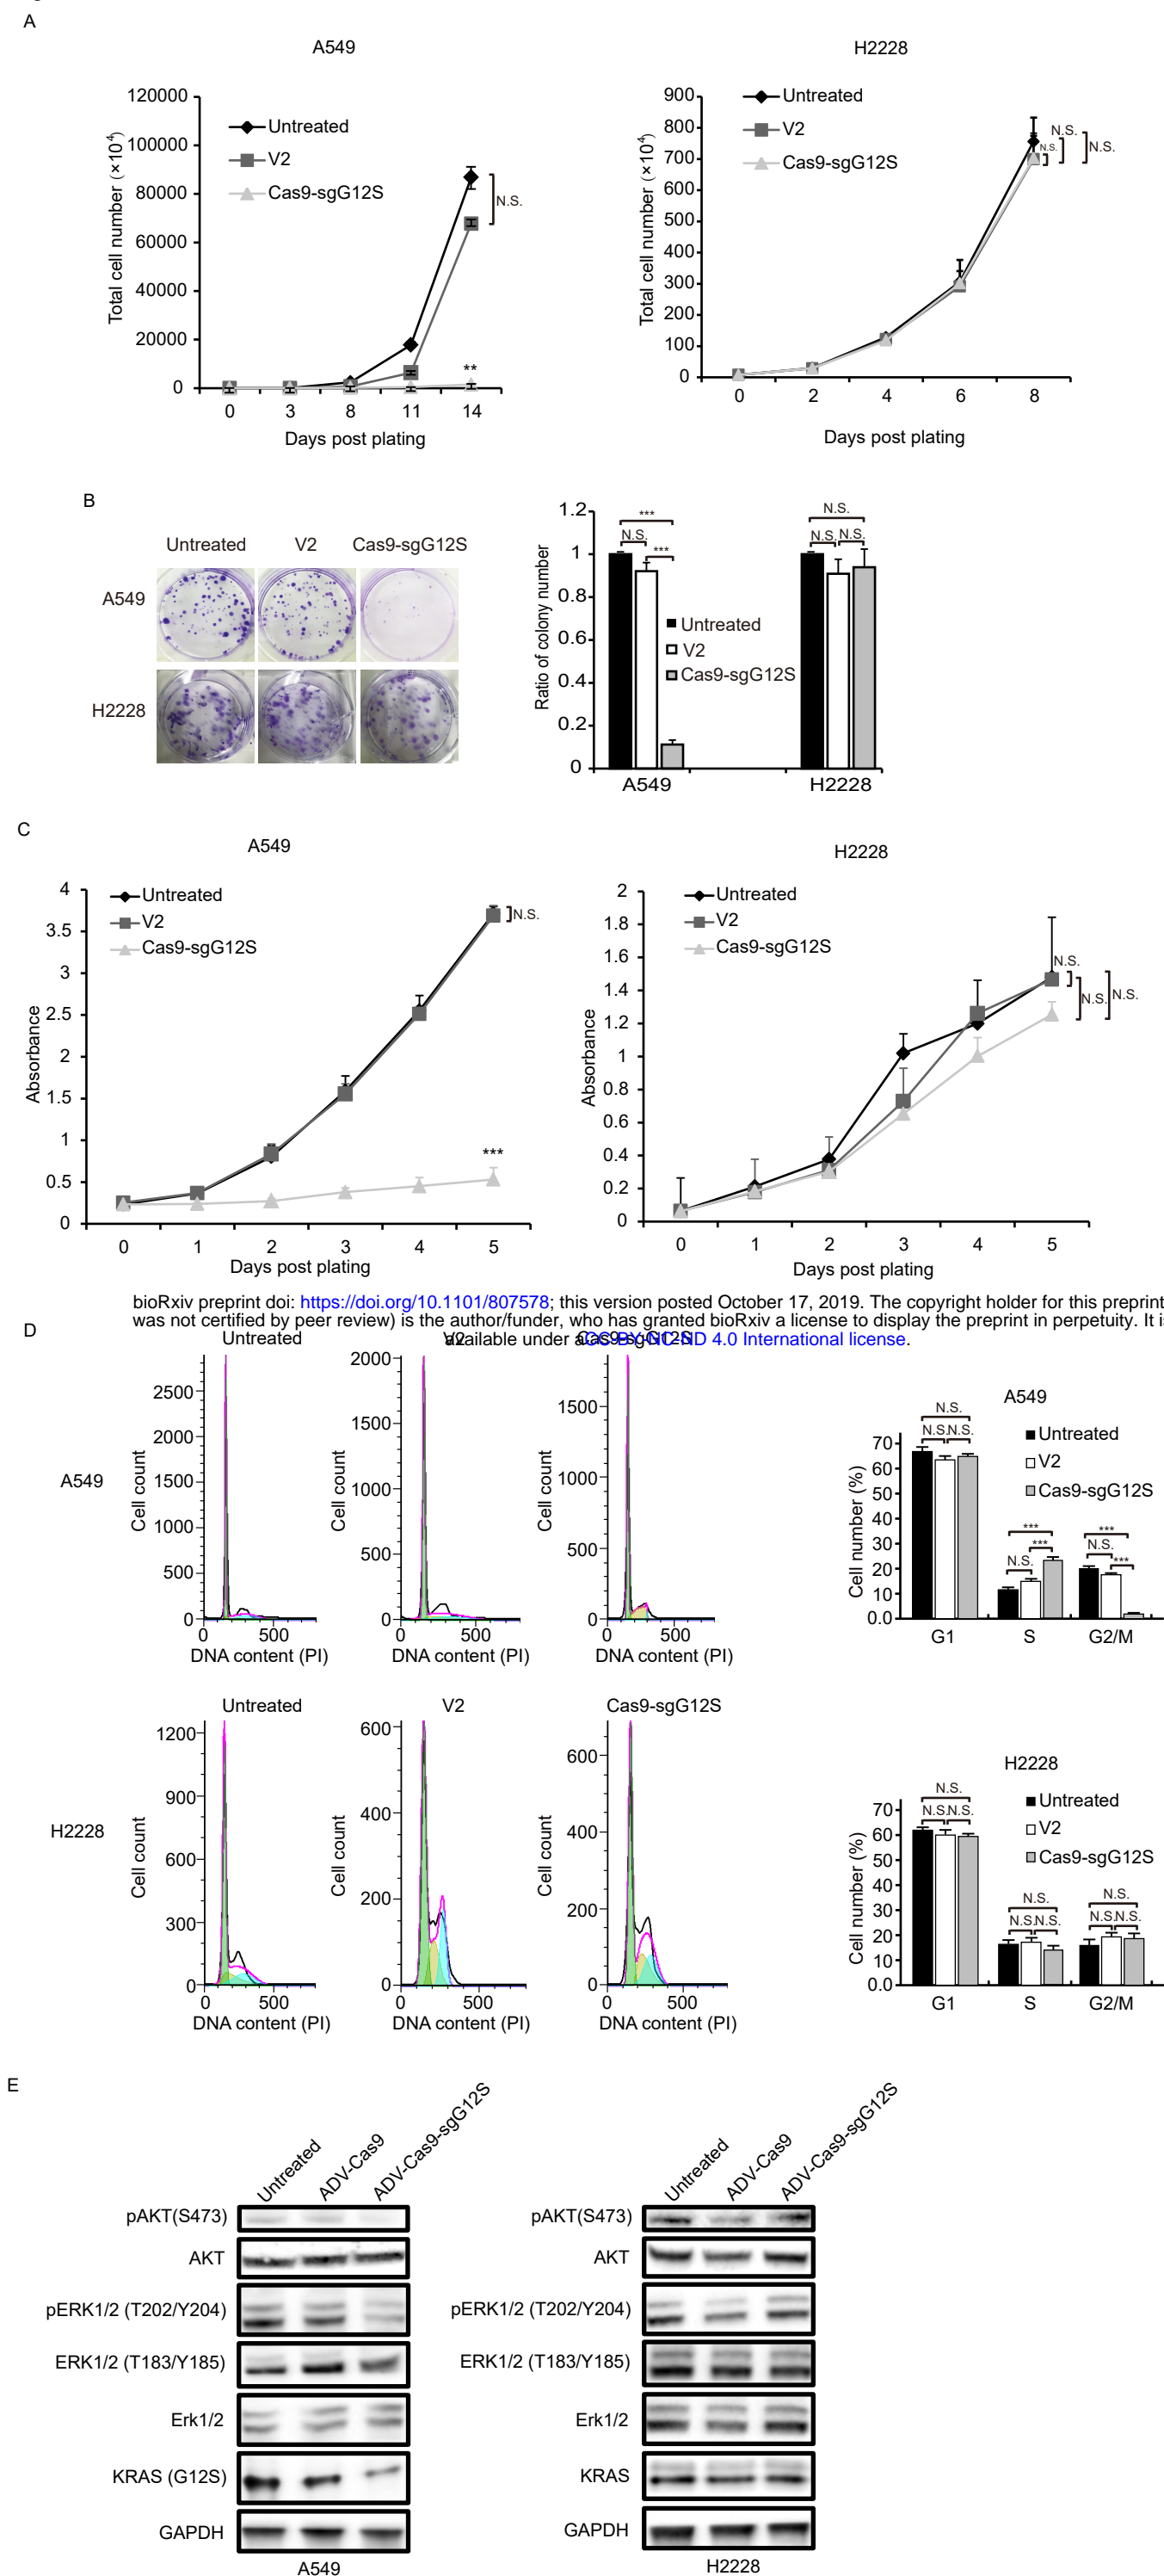 A
A549
H2228
120000
100000
80000
60000
40000
20000
0
Total cell number (×10⁴)
Untreated
V2
Cas9-sgG12S
N.S.
**
0 3 8 11 14
Days post plating
900
800
700
600
500
400
300
200
100
0
Total cell number (×10⁴)
Untreated
V2
Cas9-sgG12S
N.S.
N.S.
N.S.
0 2 4 6 8
Days post plating
B
Untreated V2 Cas9-sgG12S
A549
H2228
1.2
1
0.8
0.6
0.4
0.2
0
Ratio of colony number
***
N.S.
***
N.S.
N.S. N.S.
Untreated
V2
Cas9-sgG12S
A549 H2228
C
A549
H2228
4
3.5
3
2.5
2
1.5
1
0.5
0
Absorbance
Untreated
V2
Cas9-sgG12S
N.S.
***
0 1 2 3 4 5
Days post plating
2
1.8
1.6
1.4
1.2
1
0.8
0.6
0.4
0.2
0
Absorbance
Untreated
V2
Cas9-sgG12S
N.S.
N.S.
N.S.
0 1 2 3 4 5
Days post plating
bioRxiv preprint doi: https://doi.org/10.1101/807578; this version posted October 17, 2019. The copyright holder for this preprint
was not certified by peer review) is the author/funder, who has granted bioRxiv a license to display the preprint in perpetuity. It is
available under aCC-BY-NC-ND 4.0 International license.
D
Untreated V2 Cas9-sgG12S
A549
Cell count
2500
2000
1500
1000
500
0
0 500
DNA content (PI)
Cell count
2000
1500
1000
500
0
0 500
DNA content (PI)
Cell count
1500
1000
500
0
0 500
DNA content (PI)
A549
Cell number (%)
70
60
50
40
30
20
10
0.0
N.S.
N.S. N.S.
***
***
N.S.
***
N.S.
***
Untreated
V2
Cas9-sgG12S
G1 S G2/M
Untreated V2 Cas9-sgG12S
H2228
Cell count
1200
900
600
300
0
0 500
DNA content (PI)
Cell count
600
400
200
0
0 500
DNA content (PI)
Cell count
600
400
200
0
0 500
DNA content (PI)
H2228
Cell number (%)
70
60
50
40
30
20
10
0.0
N.S.
N.S. N.S.
N.S.
N.S. N.S.
N.S.
N.S. N.S.
Untreated
V2
Cas9-sgG12S
G1 S G2/M
E
Untreated
ADV-Cas9
ADV-Cas9-sgG12S
pAKT(S473)
AKT
pERK1/2 (T202/Y204)
ERK1/2 (T183/Y185)
Erk1/2
KRAS (G12S)
GAPDH
A549
Untreated
ADV-Cas9
ADV-Cas9-sgG12S
pAKT(S473)
AKT
pERK1/2 (T202/Y204)
ERK1/2 (T183/Y185)
Erk1/2
KRAS
GAPDH
H2228